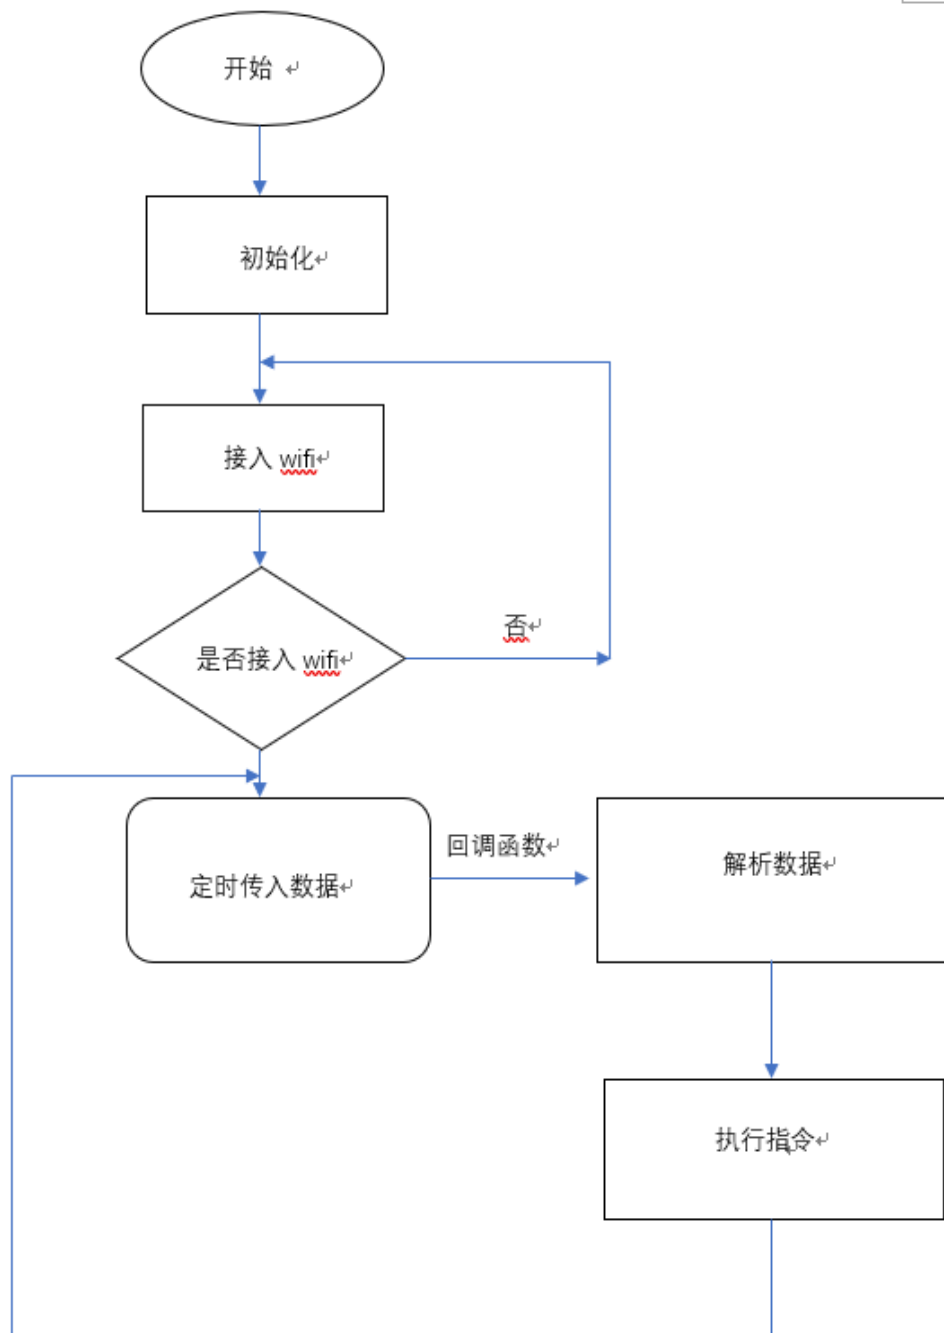 开始
初始化
接入 wifi
是否接入 wifi
否
定时传入数据
回调函数
解析数据
执行指令